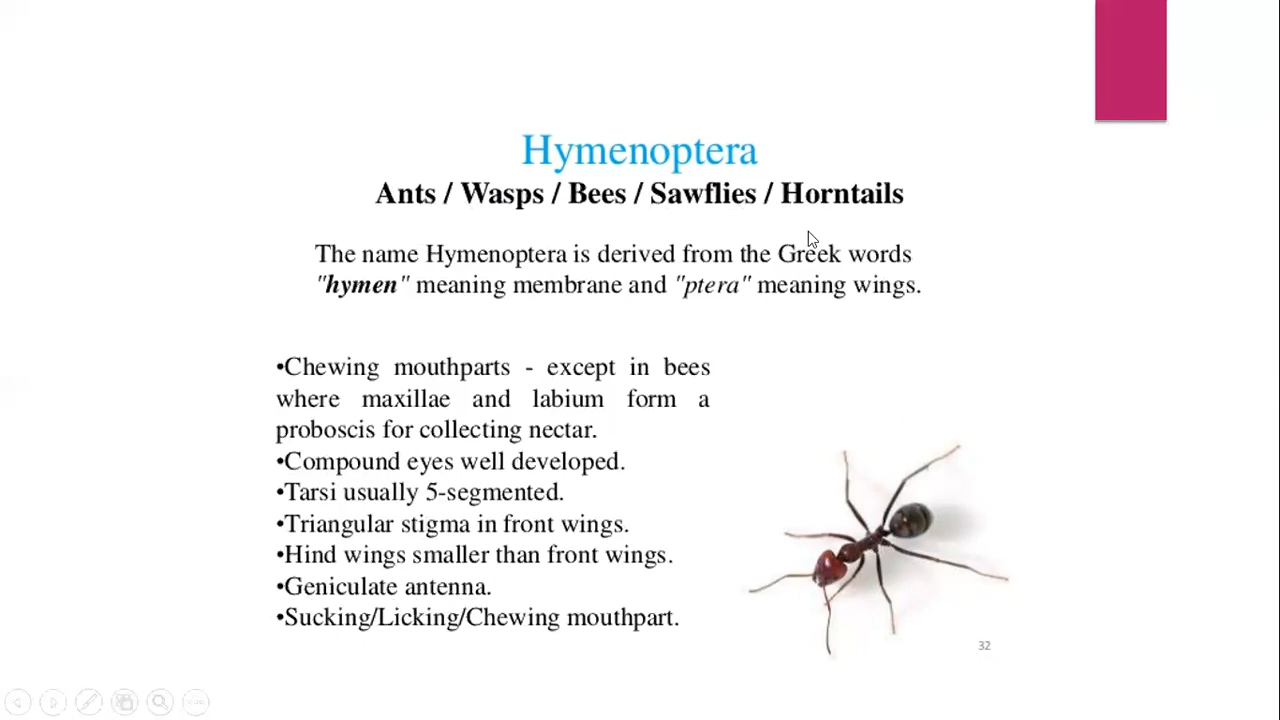 Hymenoptera
Ants / Wasps / Bees / Sawflies / Horntails
The name Hymenoptera is derived from the Greek words
"hymen" meaning membrane and "ptera" meaning wings.
•Chewing mouthparts - except in bees
where maxillae and labium form a
proboscis for collecting nectar.
•Compound eyes well developed.
•Tarsi usually 5-segmented.
•Triangular stigma in front wings.
•Hind wings smaller than front wings.
•Geniculate antenna.
•Sucking/Licking/Chewing mouthpart.
32